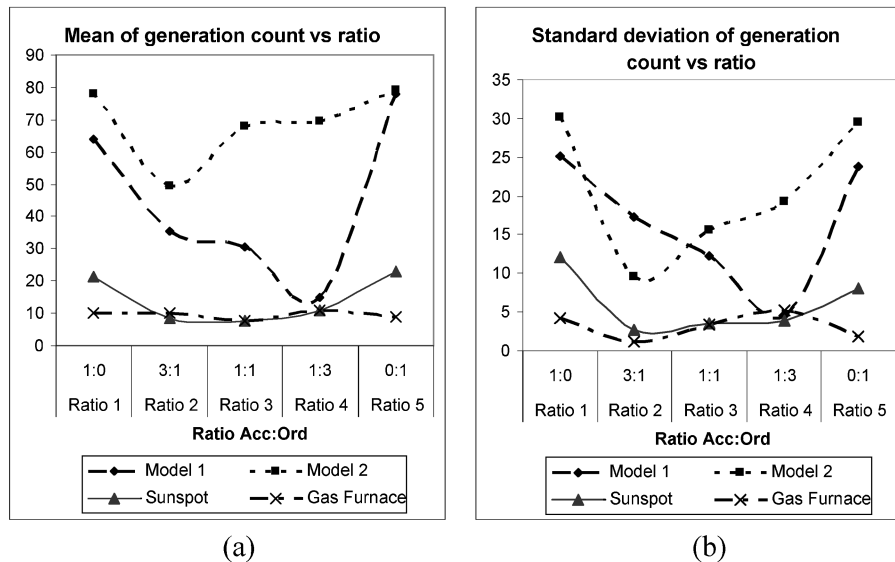 Mean of generation count vs ratio
90
80
70
60
50
40
30
20
10
0
1:0 3:1 1:1 1:3 0:1
Ratio 1 Ratio 2 Ratio 3 Ratio 4 Ratio 5
Ratio Acc:Ord
Model 1 Model 2
Sunspot Gas Furnace
(a)
Standard deviation of generation
count vs ratio
35
30
25
20
15
10
5
0
1:0 3:1 1:1 1:3 0:1
Ratio 1 Ratio 2 Ratio 3 Ratio 4 Ratio 5
Ratio Acc:Ord
Model 1 Model 2
Sunspot Gas Furnace
(b)